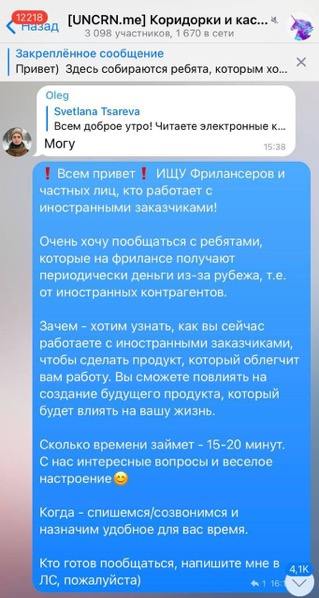 12218
Назад
[UNCRN.me] Коридорки и кас...
3 098 участников, 1 670 в сети
Закреплённое сообщение
Привет) Здесь собираются ребята, которым хо...
Oleg
Svetlana Tsareva
Всем доброе утро! Читаете электронные к...
Могу
15:38
❗ Всем привет ❗ ИЩУ Фрилансеров и
частных лиц, кто работает с
иностранными заказчиками!
Очень хочу пообщаться с ребятами,
которые на фрилансе получают
периодически деньги из-за рубежа, т.е.
от иностранных контрагентов.
Зачем - хотим узнать, как вы сейчас
работаете с иностранными заказчиками,
чтобы сделать продукт, который облегчит
вам работу. Вы сможете повлиять на
создание будущего продукта, который
будет влиять на вашу жизнь.
Сколько времени займет - 15-20 минут.
С нас интересные вопросы и веселое
настроение😊
Когда - спишемся/созвонимся и
назначим удобное для вас время.
Кто готов пообщаться, напишите мне в
ЛС, пожалуйста)
1
4,1K